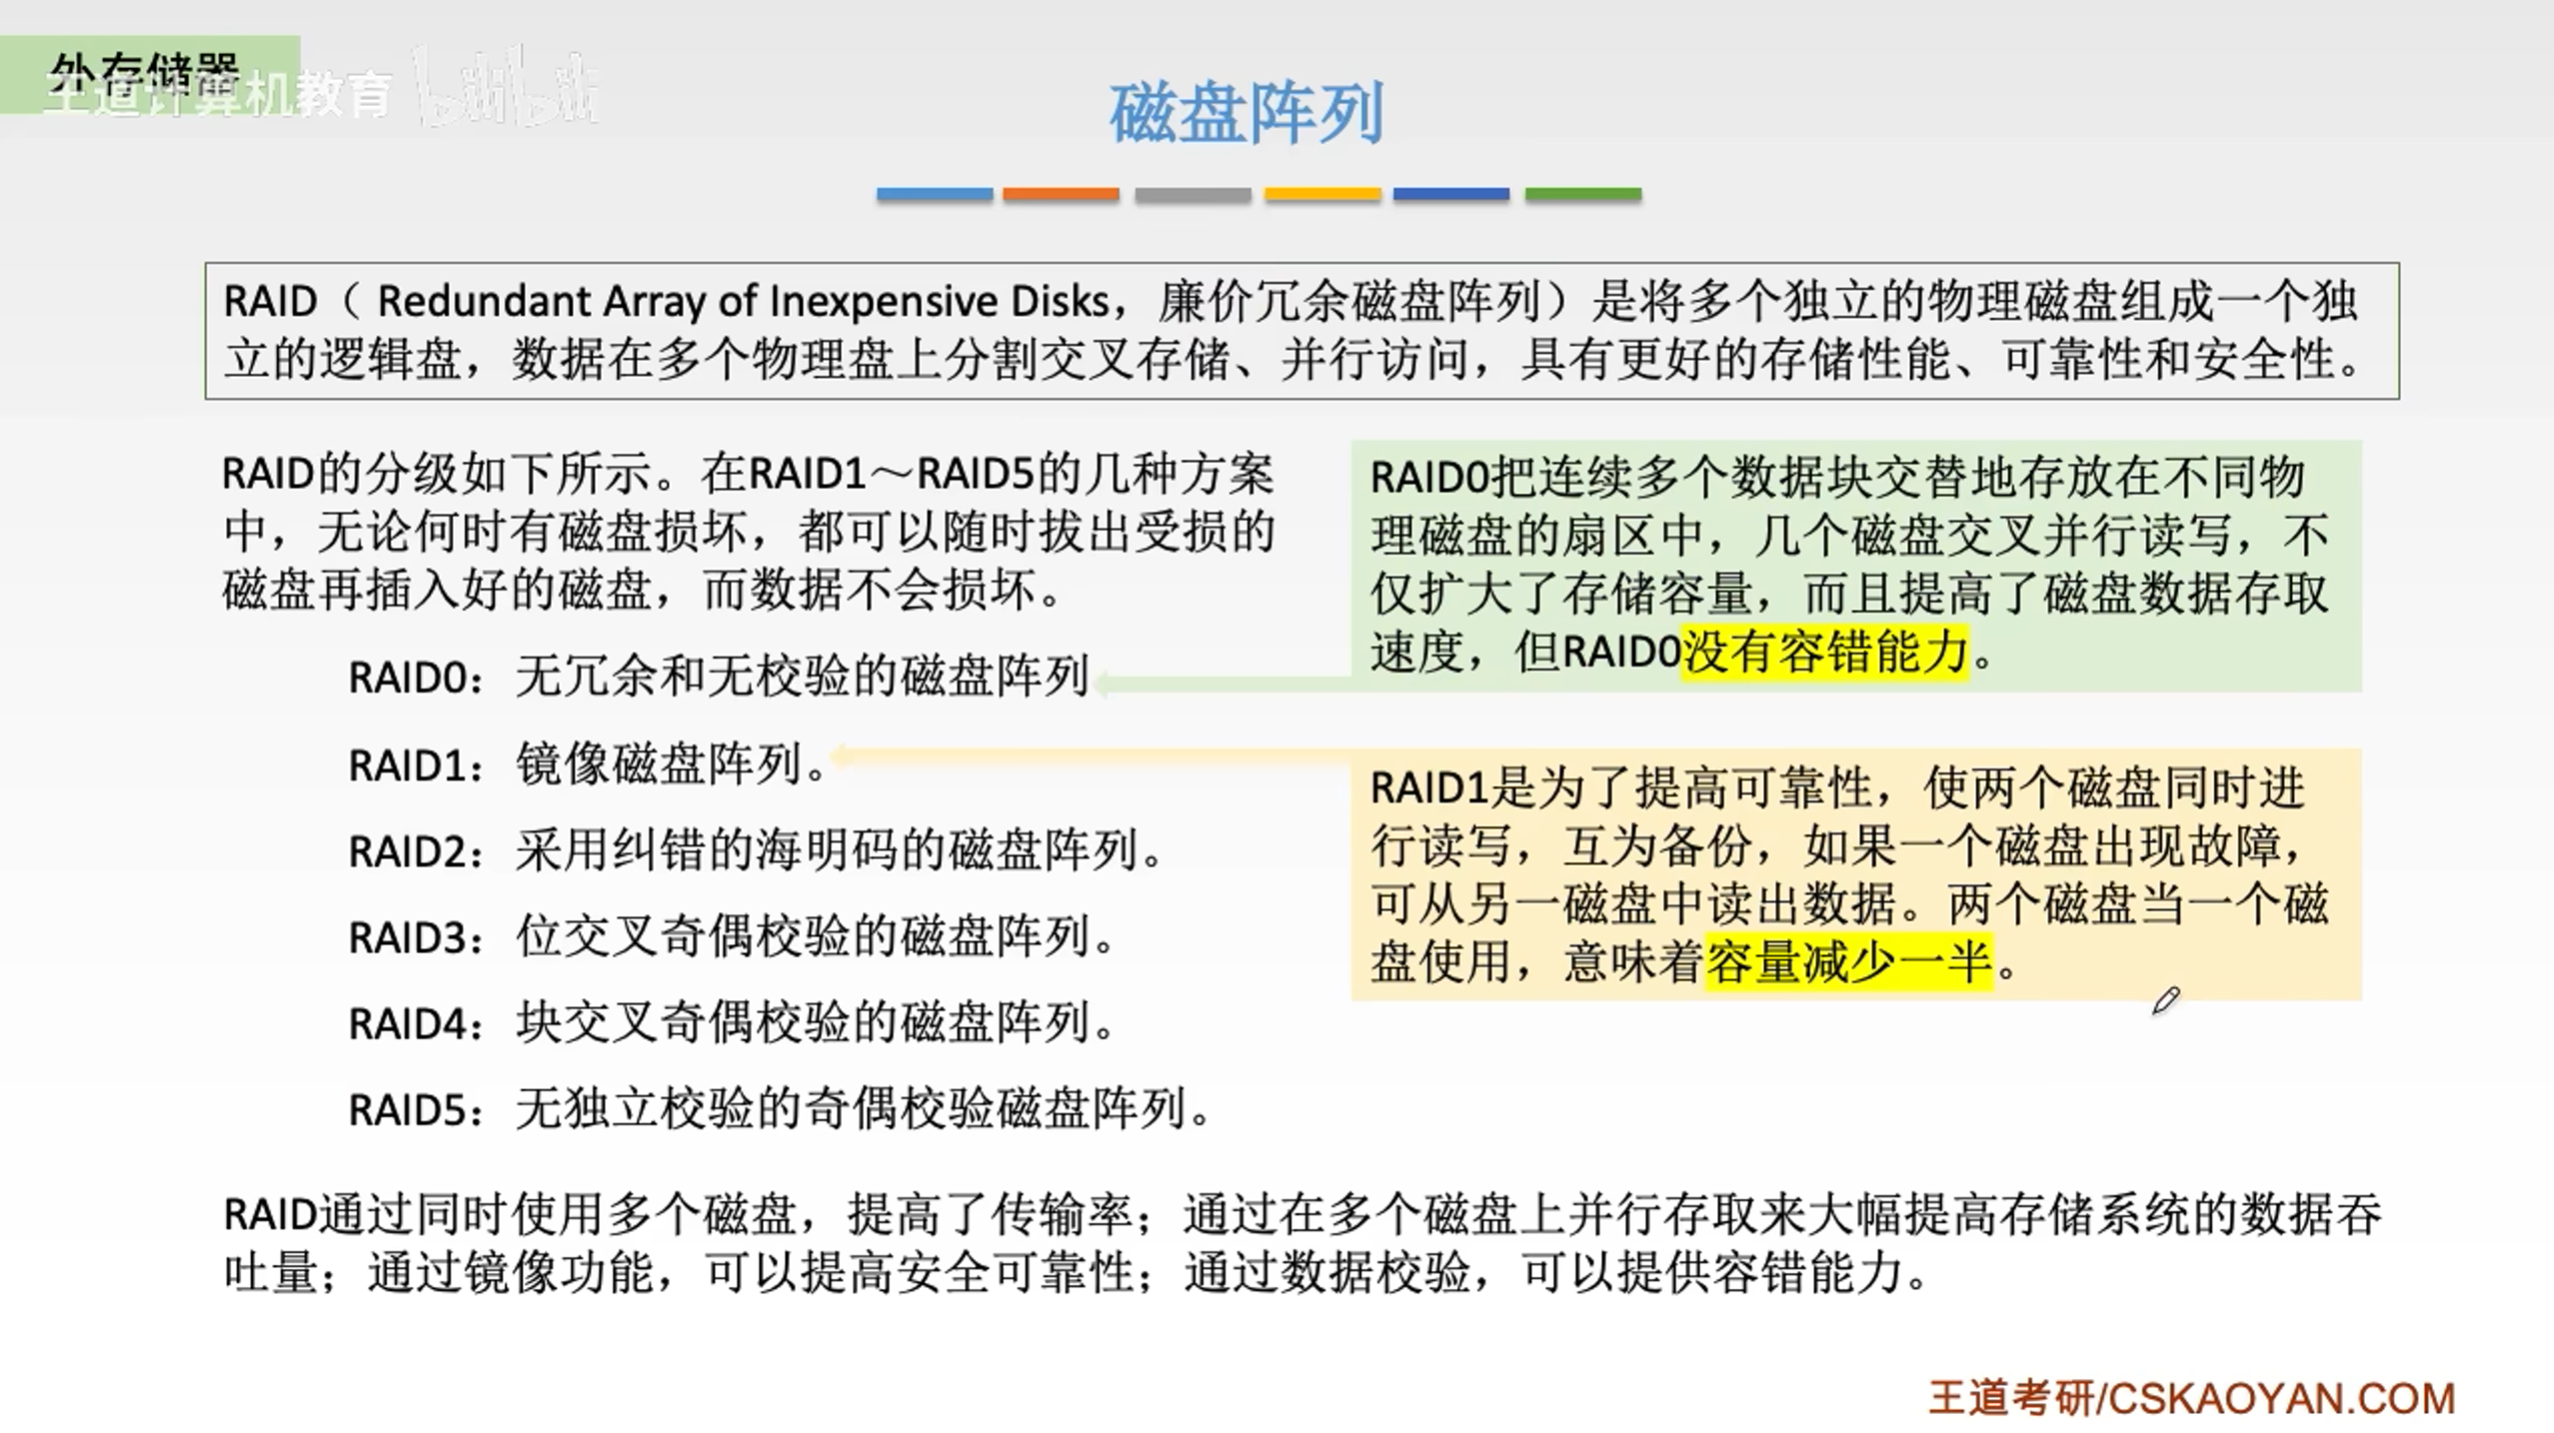 外存储器
王道计算机教育 bilibili
磁盘阵列
RAID（ Redundant Array of Inexpensive Disks，廉价冗余磁盘阵列）是将多个独立的物理磁盘组成一个独
立的逻辑盘，数据在多个物理盘上分割交叉存储、并行访问，具有更好的存储性能、可靠性和安全性。
RAID的分级如下所示。在RAID1～RAID5的几种方案
中，无论何时有磁盘损坏，都可以随时拔出受损的
磁盘再插入好的磁盘，而数据不会损坏。
RAID0：无冗余和无校验的磁盘阵列
RAID1：镜像磁盘阵列。
RAID2：采用纠错的海明码的磁盘阵列。
RAID3：位交叉奇偶校验的磁盘阵列。
RAID4：块交叉奇偶校验的磁盘阵列。
RAID5：无独立校验的奇偶校验磁盘阵列。
RAID0把连续多个数据块交替地存放在不同物
理磁盘的扇区中，几个磁盘交叉并行读写，不
仅扩大了存储容量，而且提高了磁盘数据存取
速度，但RAID0没有容错能力。
RAID1是为了提高可靠性，使两个磁盘同时进
行读写，互为备份，如果一个磁盘出现故障，
可从另一磁盘中读出数据。两个磁盘当一个磁
盘使用，意味着容量减少一半。
RAID通过同时使用多个磁盘，提高了传输率；通过在多个磁盘上并行存取来大幅提高存储系统的数据吞
吐量；通过镜像功能，可以提高安全可靠性；通过数据校验，可以提供容错能力。
王道考研/CSKAOYAN.COM